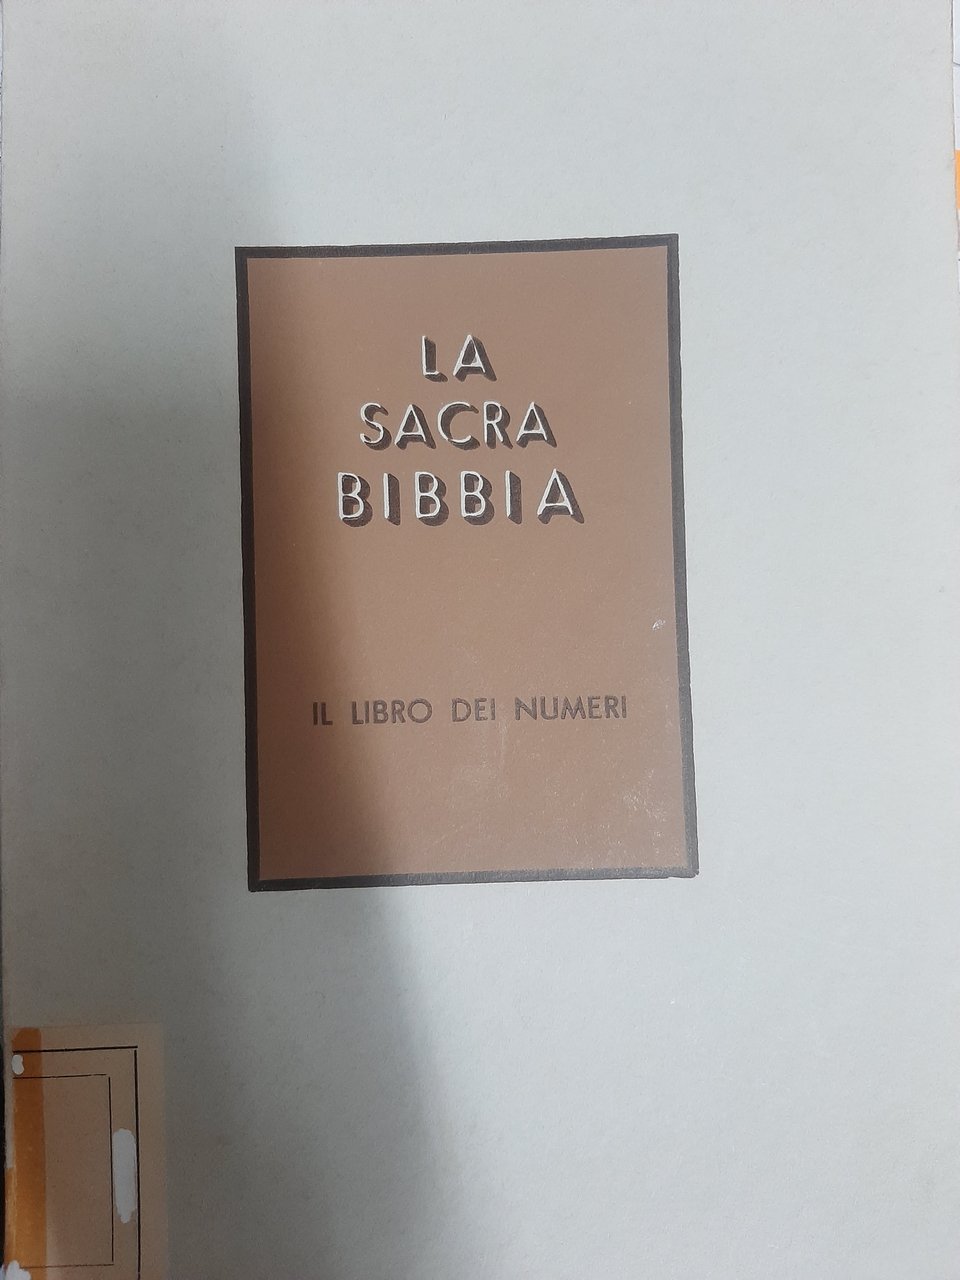 LA
SACRA
BIBBIA
IL LIBRO DEI NUMERI